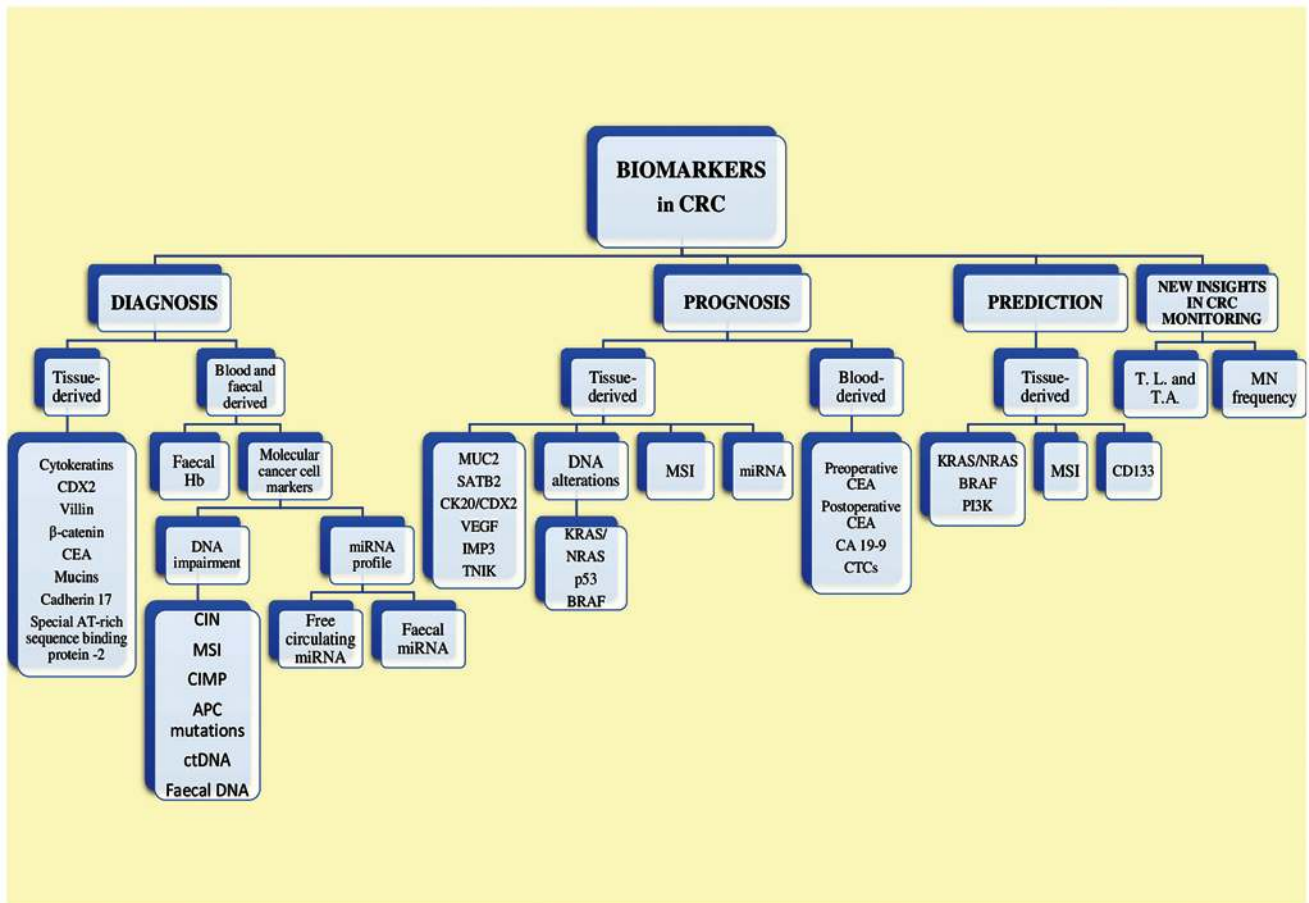 BIOMARKERS
in CRC
DIAGNOSIS
PROGNOSIS
PREDICTION
NEW INSIGHTS
IN CRC
MONITORING
Tissue-
derived
Blood and
faecal
derived
Tissue-
derived
Blood-
derived
Tissue-
derived
T. L. and
T.A.
MN
frequency
Cytokeratins
CDX2
Villin
β-catenin
CEA
Mucins
Cadherin 17
Special AT-rich
sequence binding
protein -2
Faecal
Hb
Molecular
cancer cell
markers
DNA
impairment
miRNA
profile
CIN
MSI
CIMP
APC
mutations
ctDNA
Faecal DNA
Free
circulating
miRNA
Faecal
miRNA
MUC2
SATB2
CK20/CDX2
VEGF
IMP3
TNIK
DNA
alterations
KRAS/
NRAS
p53
BRAF
MSI
miRNA
Preoperative
CEA
Postoperative
CEA
CA 19-9
CTCs
KRAS/NRAS
BRAF
PI3K
MSI
CD133